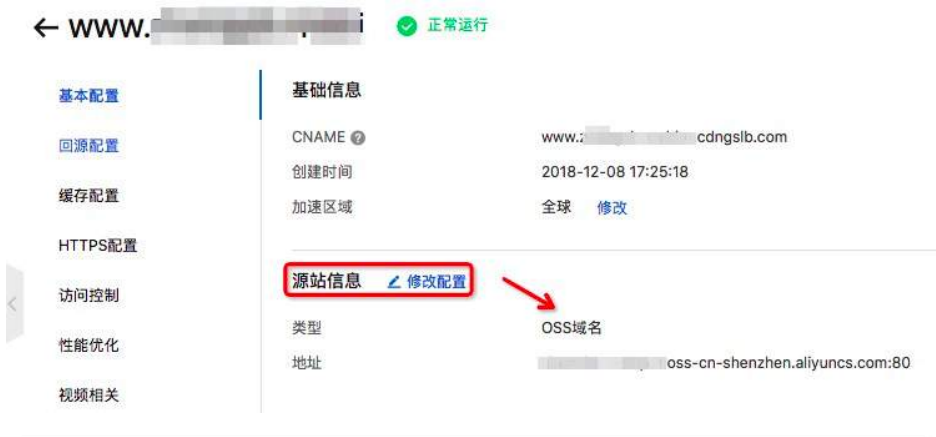 ← www. 正常运行
基本配置
回源配置
缓存配置
HTTPS配置
访问控制
性能优化
视频相关
基础信息
CNAME ? www. cdngslb.com
创建时间 2018-12-08 17:25:18
加速区域 全球 修改
源站信息 修改配置
类型 OSS域名
地址 oss-cn-shenzhen.aliyuncs.com:80